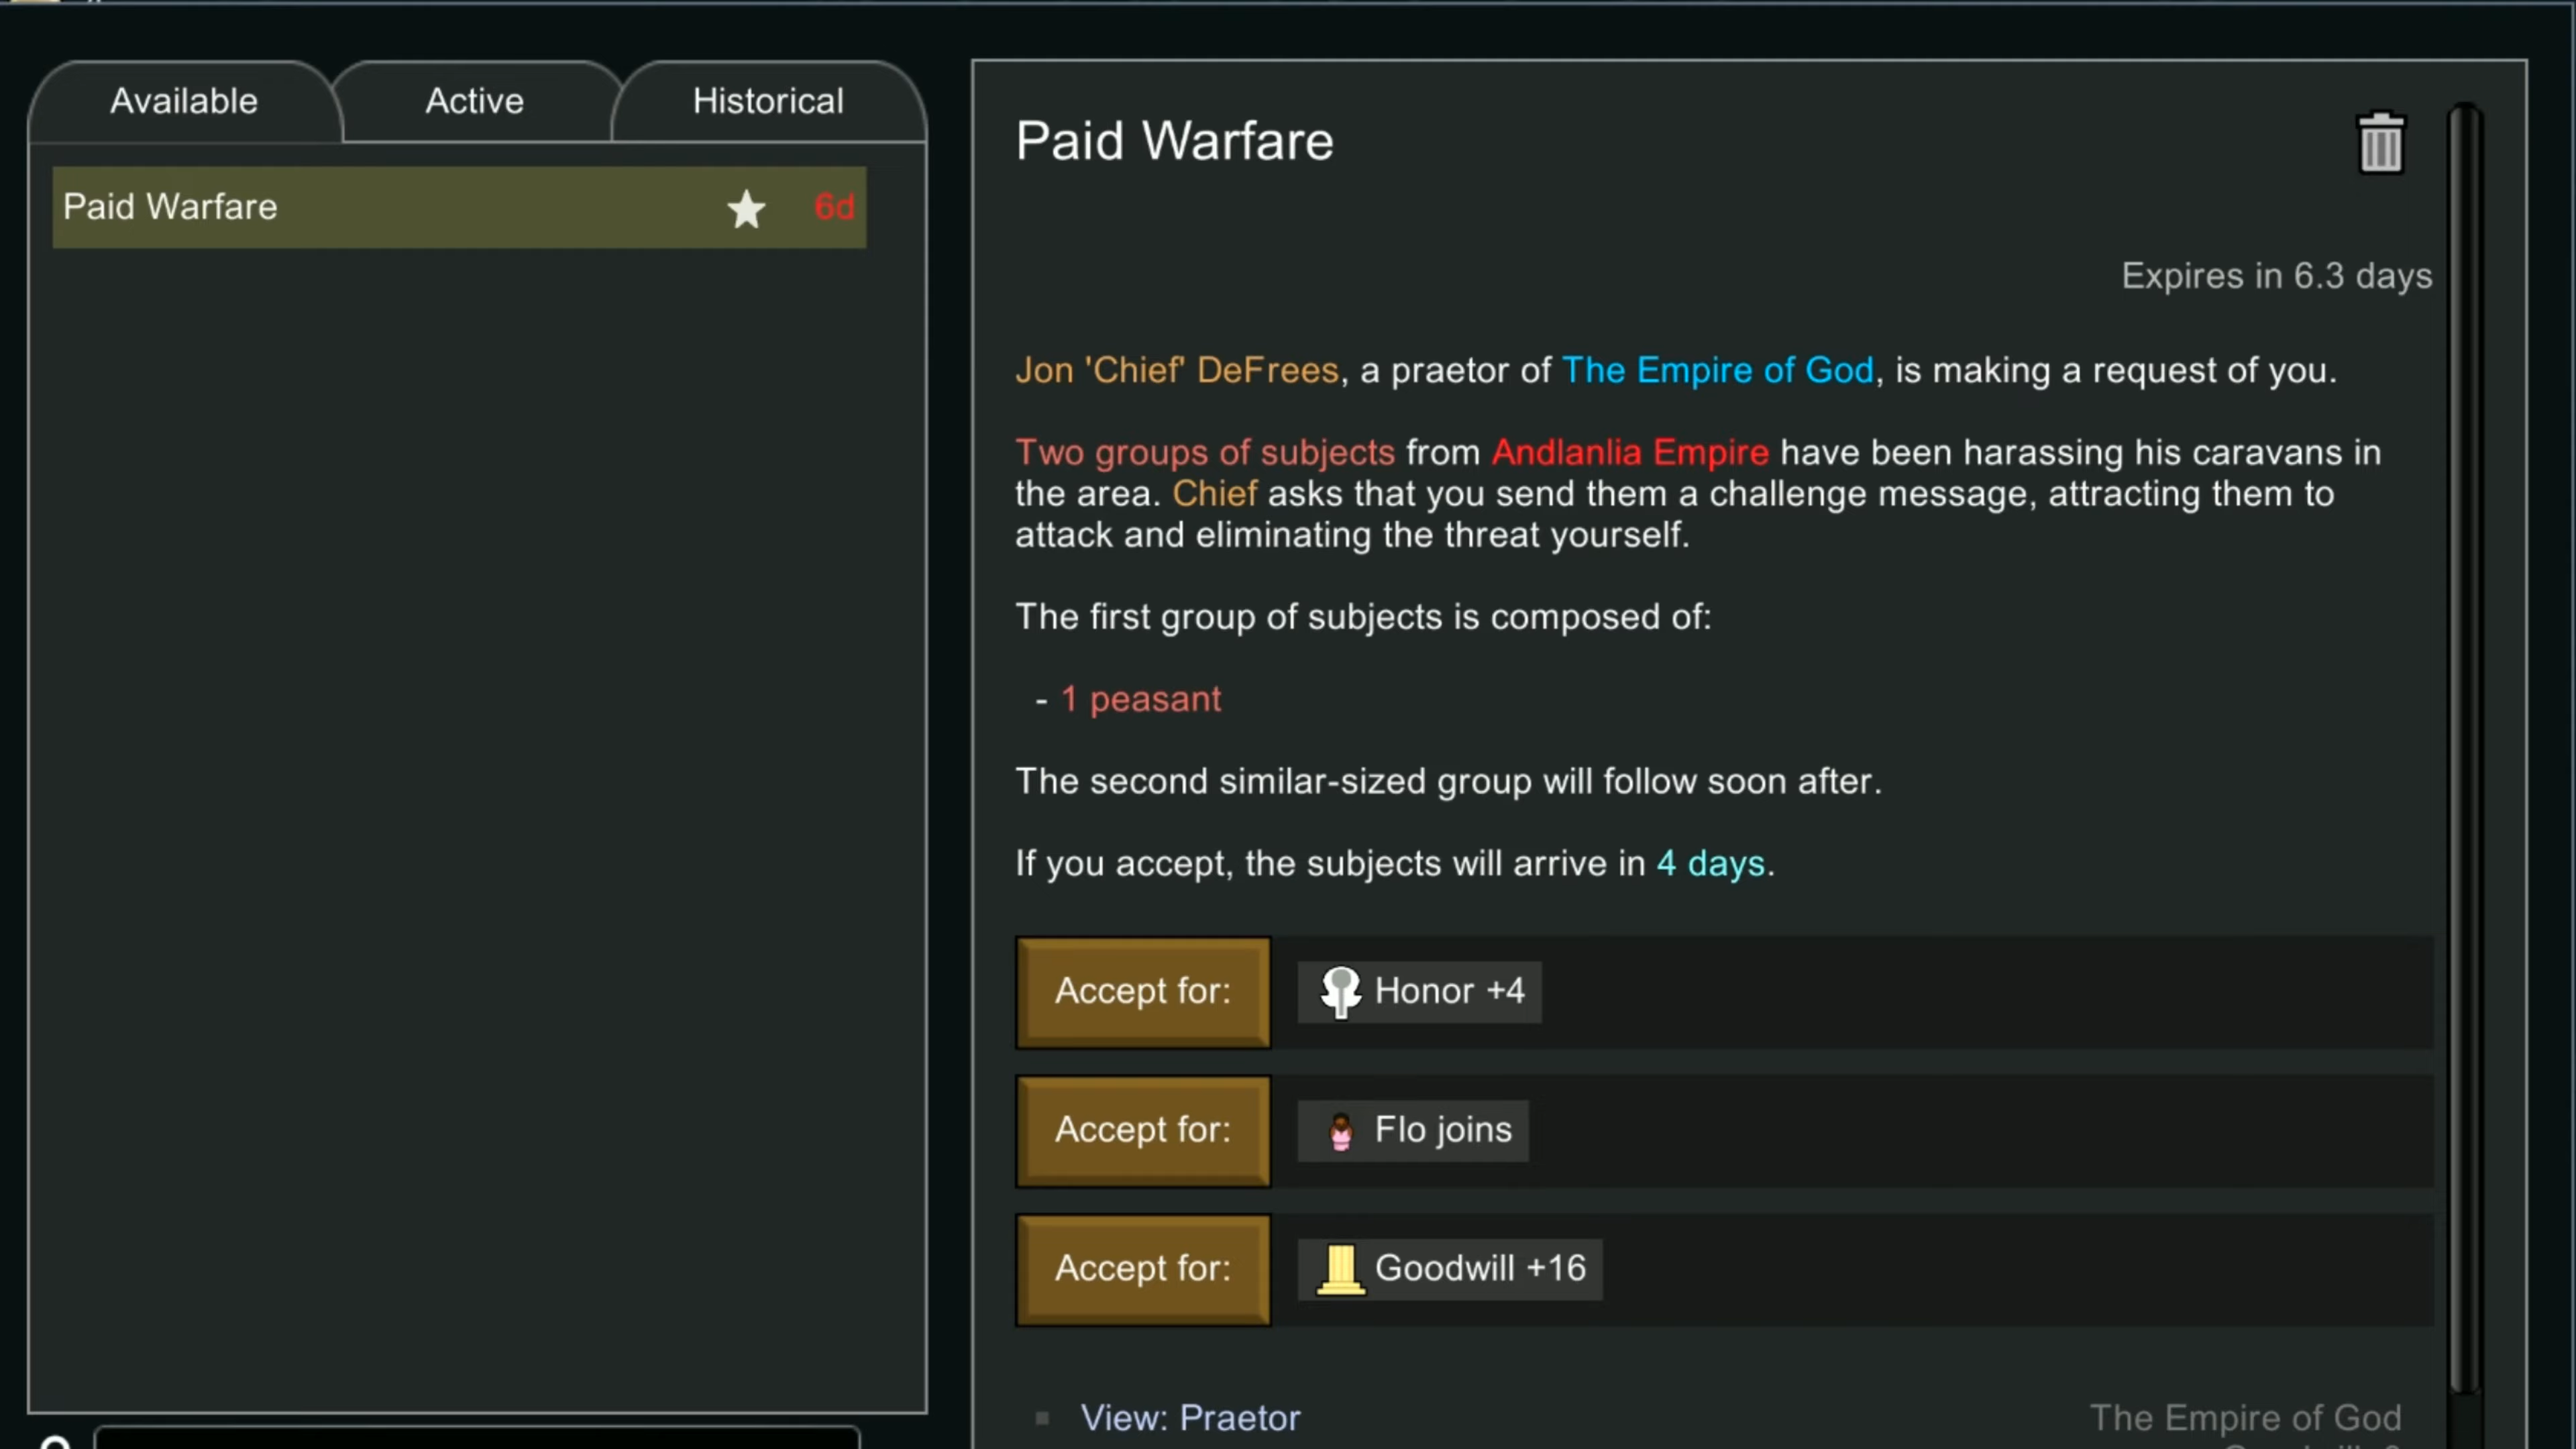 Available
Active
Historical
Paid Warfare
6d
Paid Warfare
Expires in 6.3 days
Jon 'Chief' DeFrees, a praetor of The Empire of God, is making a request of you.
Two groups of subjects from Andlanlia Empire have been harassing his caravans in
the area. Chief asks that you send them a challenge message, attracting them to
attack and eliminating the threat yourself.
The first group of subjects is composed of:
- 1 peasant
The second similar-sized group will follow soon after.
If you accept, the subjects will arrive in 4 days.
Accept for:
Honor +4
Accept for:
Flo joins
Accept for:
Goodwill +16
View: Praetor
The Empire of God